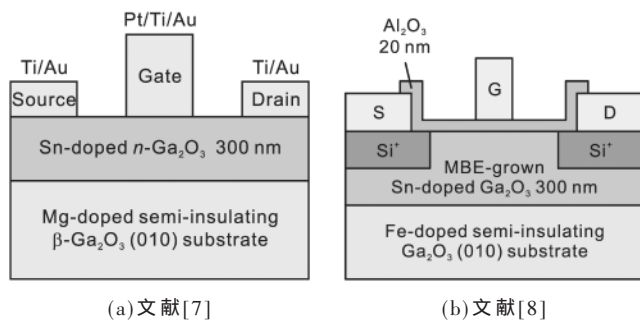 Pt/Ti/Au
Ti/Au
Gate
Ti/Au
Source
Drain
Sn-doped n-Ga₂O₃ 300 nm
Mg-doped semi-insulating
β-Ga₂O₃ (010) substrate
(a)文献[7]
Al₂O₃
20 nm
G
S
D
Si⁺
Si⁺
MBE-grown
Sn-doped Ga₂O₃ 300 nm
Fe-doped semi-insulating
Ga₂O₃ (010) substrate
(b)文献[8]